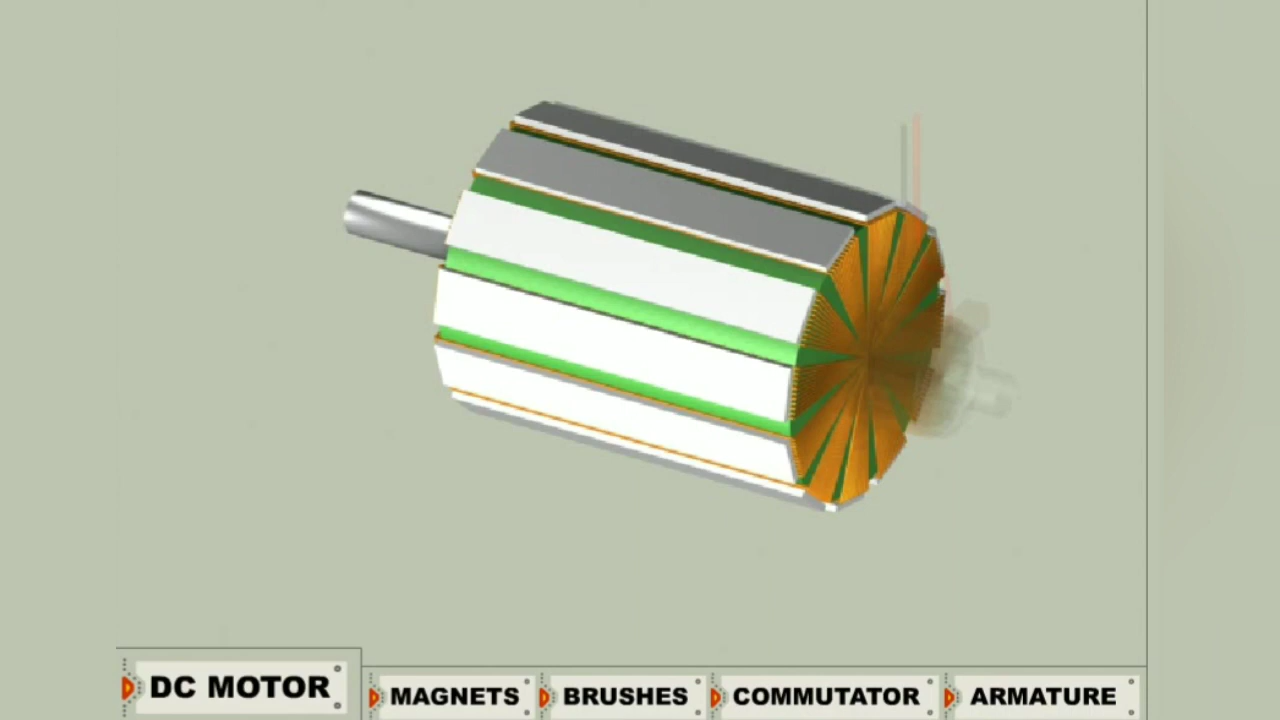 DC MOTOR
MAGNETS
BRUSHES
COMMUTATOR
ARMATURE